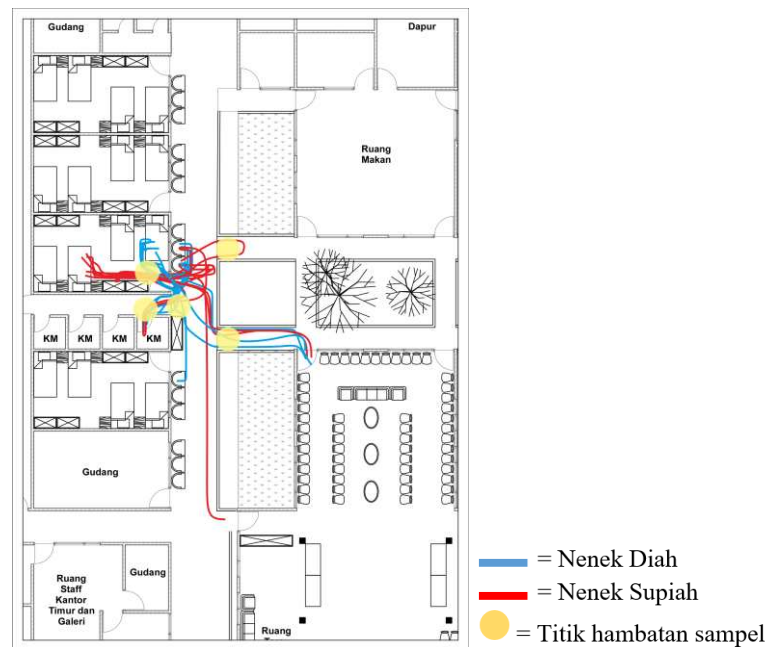 Gudang
Dapur
Ruang
Makan
KM
KM
KM
KM
Gudang
Ruang
Staff
Kantor
Timur dan
Galeri
Gudang
Ruang
= Nenek Diah
= Nenek Supiah
= Titik hambatan sampel